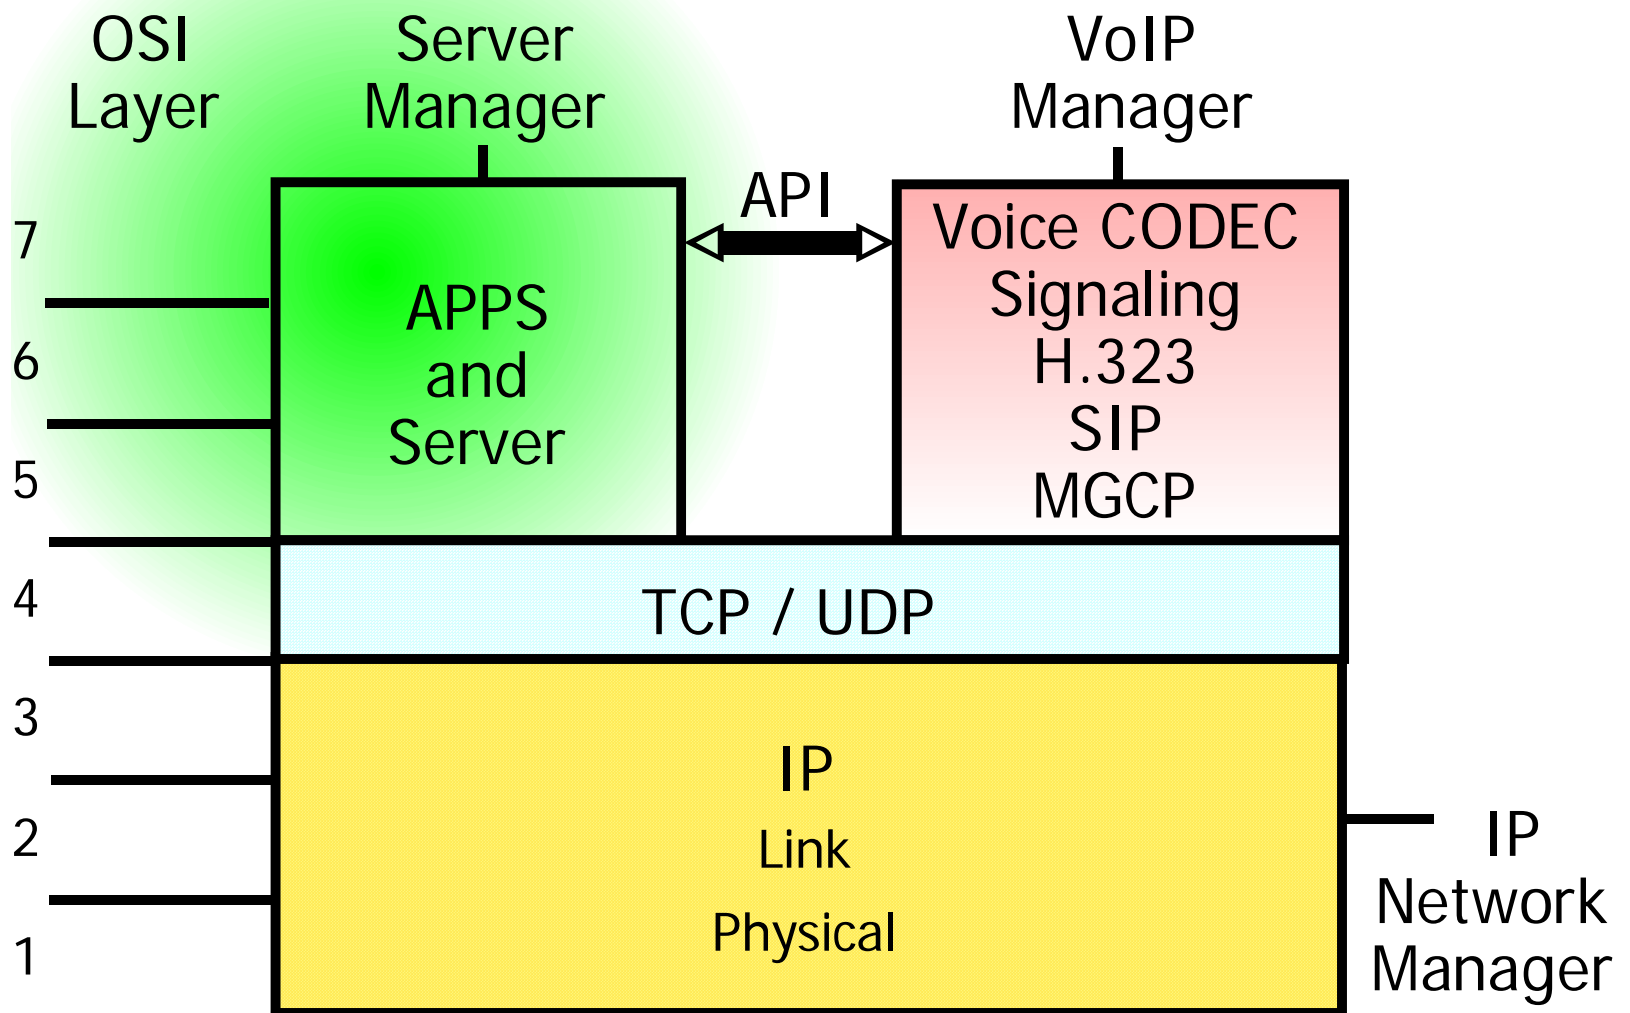 OSI
Layer
Server
Manager
VoIP
Manager
API
7
6
5
4
3
2
1
APPS
and
Server
Voice CODEC
Signaling
H.323
SIP
MGCP
TCP / UDP
IP
Link
Physical
IP
Network
Manager